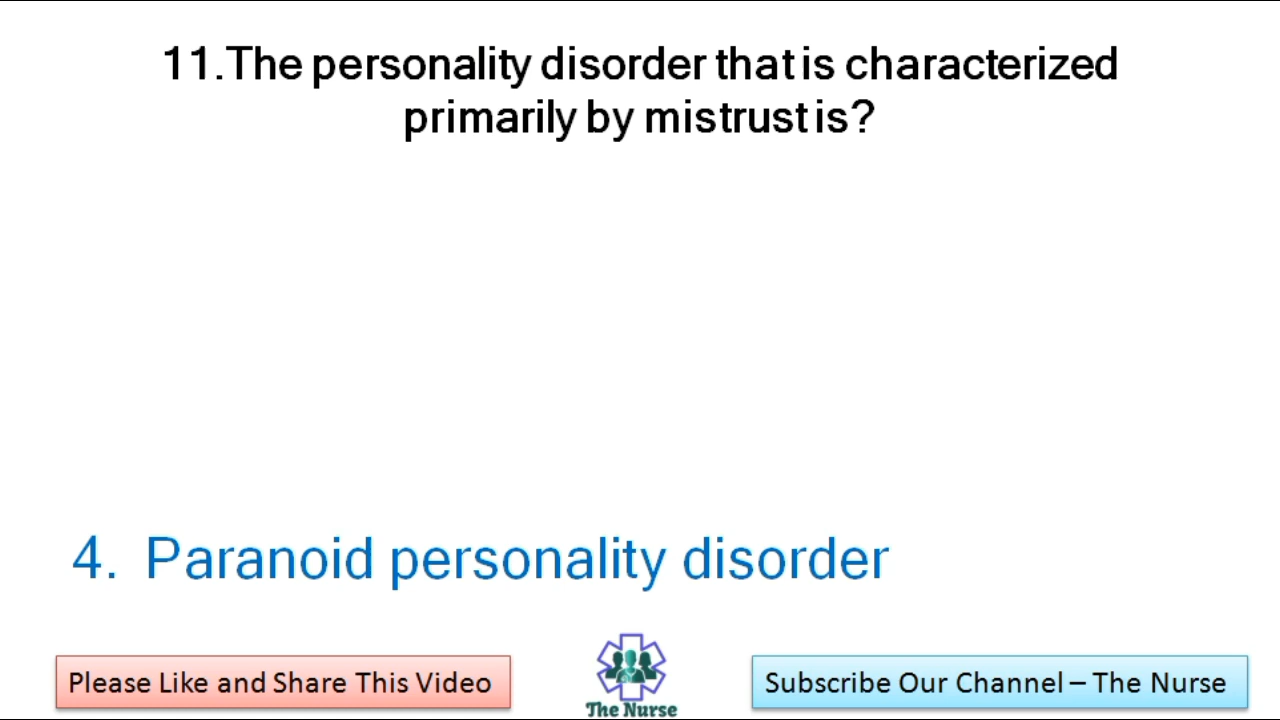 11.The personality disorder that is characterized
primarily by mistrust is?
4. Paranoid personality disorder
Please Like and Share This Video
The Nurse
Subscribe Our Channel – The Nurse